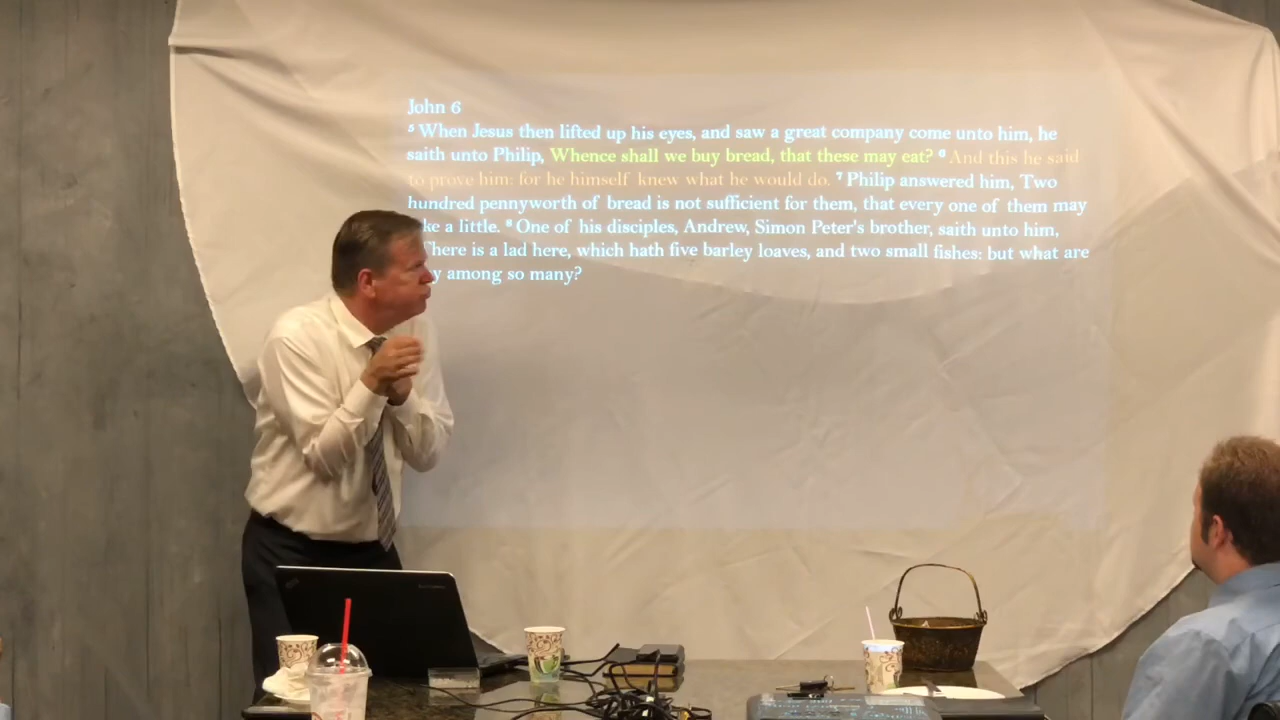 John 6
5 When Jesus then lifted up his eyes, and saw a great company come unto him, he
saith unto Philip, Whence shall we buy bread, that these may eat? 6 And this he said
to prove him: for he himself knew what he would do. 7 Philip answered him, Two
hundred pennyworth of bread is not sufficient for them, that every one of them may
ke a little. 8 One of his disciples, Andrew, Simon Peter's brother, saith unto him,
There is a lad here, which hath five barley loaves, and two small fishes: but what are
y among so many?